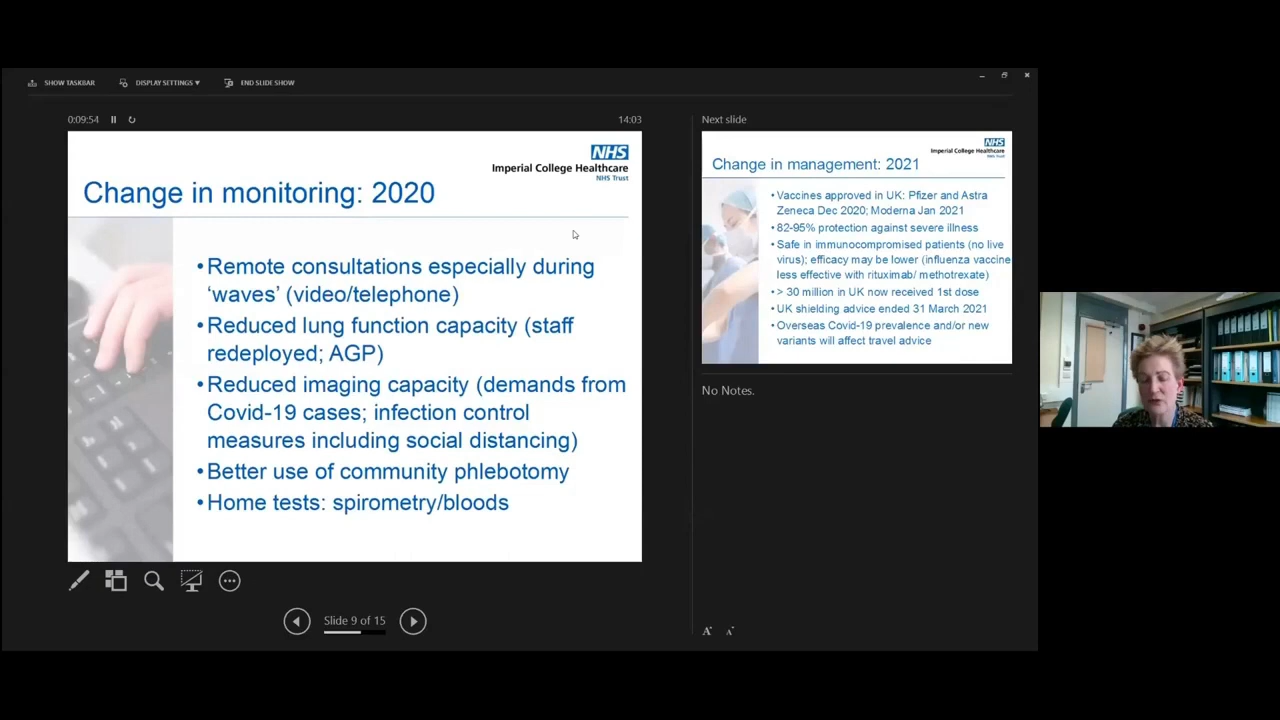 SHOW TASKBAR
DISPLAY SETTINGS ▾
END SLIDE SHOW
0:09:54
14:03
NHS
Imperial College Healthcare
NHS Trust
Change in monitoring: 2020
•Remote consultations especially during
‘waves’ (video/telephone)
•Reduced lung function capacity (staff
redeployed; AGP)
•Reduced imaging capacity (demands from
Covid-19 cases; infection control
measures including social distancing)
•Better use of community phlebotomy
•Home tests: spirometry/bloods
Slide 9 of 15
Next slide
NHS
Imperial College Healthcare
NHS Trust
Change in management: 2021
•Vaccines approved in UK: Pfizer and Astra
Zeneca Dec 2020; Moderna Jan 2021
•82-95% protection against severe illness
•Safe in immunocompromised patients (no live
virus); efficacy may be lower (influenza vaccine
less effective with rituximab/ methotrexate)
•> 30 million in UK now received 1st dose
•UK shielding advice ended 31 March 2021
•Overseas Covid-19 prevalence and/or new
variants will affect travel advice
No Notes.
A A